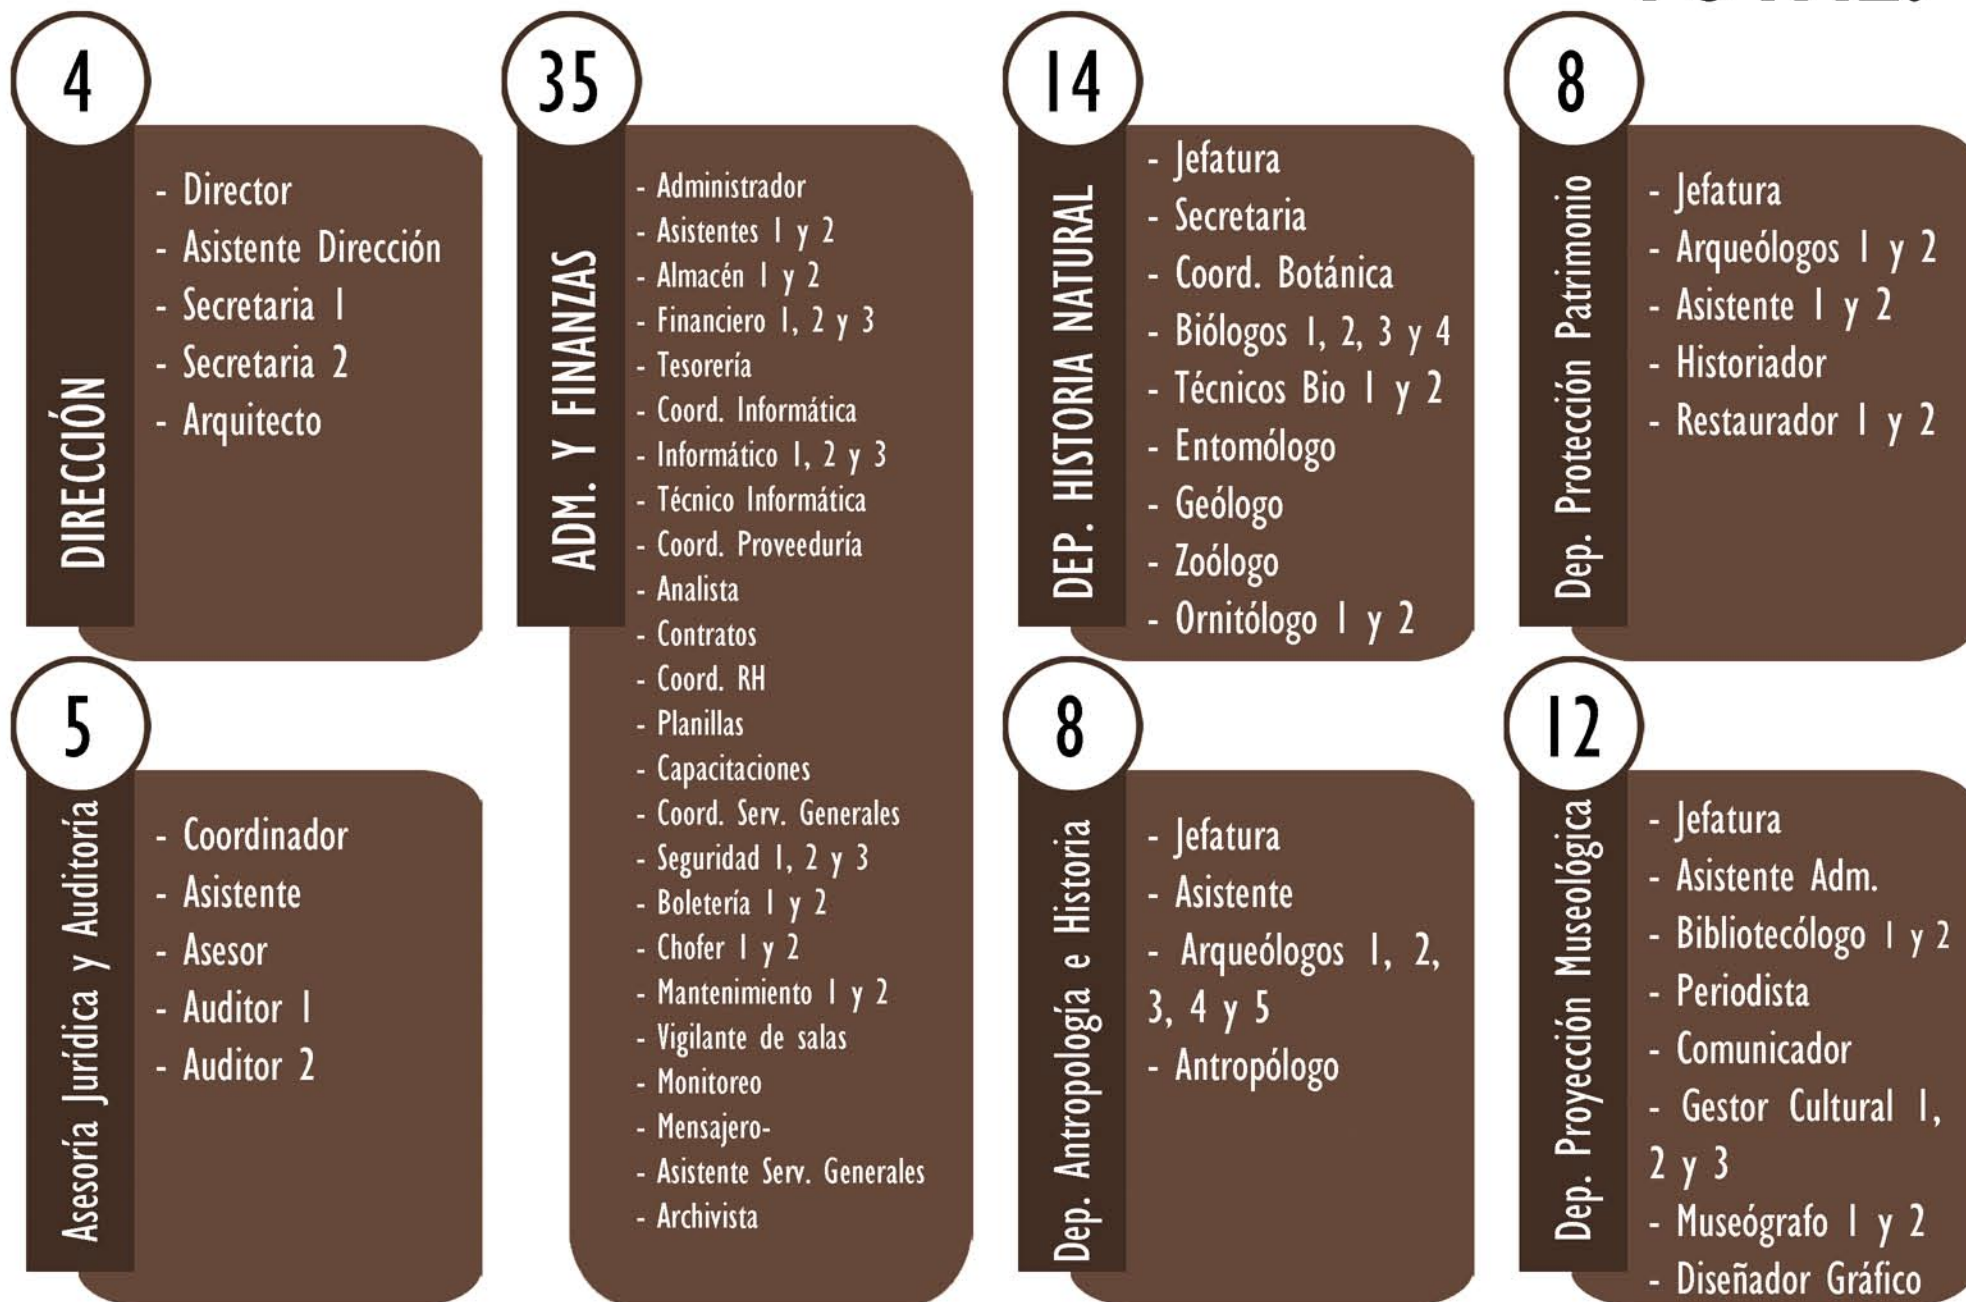 4
DIRECCIÓN
- Director
- Asistente Dirección
- Secretaria 1
- Secretaria 2
- Arquitecto
35
ADM. Y FINANZAS
- Administrador
- Asistentes 1 y 2
- Almacén 1 y 2
- Financiero 1, 2 y 3
- Tesorería
- Coord. Informática
- Informático 1, 2 y 3
- Técnico Informática
- Coord. Proveeduría
- Analista
- Contratos
- Coord. RH
- Planillas
- Capacitaciones
- Coord. Serv. Generales
- Seguridad 1, 2 y 3
- Boletería 1 y 2
- Chofer 1 y 2
- Mantenimiento 1 y 2
- Vigilante de salas
- Monitoreo
- Mensajero-
- Asistente Serv. Generales
- Archivista
14
DEP. HISTORIA NATURAL
- Jefatura
- Secretaria
- Coord. Botánica
- Biólogos 1, 2, 3 y 4
- Técnicos Bio 1 y 2
- Entomólogo
- Geólogo
- Zoólogo
- Ornitólogo 1 y 2
8
Dep. Protección Patrimonio
- Jefatura
- Arqueólogos 1 y 2
- Asistente 1 y 2
- Historiador
- Restaurador 1 y 2
5
Asesoría Jurídica y Auditoría
- Coordinador
- Asistente
- Asesor
- Auditor 1
- Auditor 2
8
Dep. Antropología e Historia
- Jefatura
- Asistente
- Arqueólogos 1, 2,
3, 4 y 5
- Antropólogo
12
Dep. Proyección Museológica
- Jefatura
- Asistente Adm.
- Bibliotecólogo 1 y 2
- Periodista
- Comunicador
- Gestor Cultural 1,
2 y 3
- Museógrafo 1 y 2
- Diseñador Gráfico